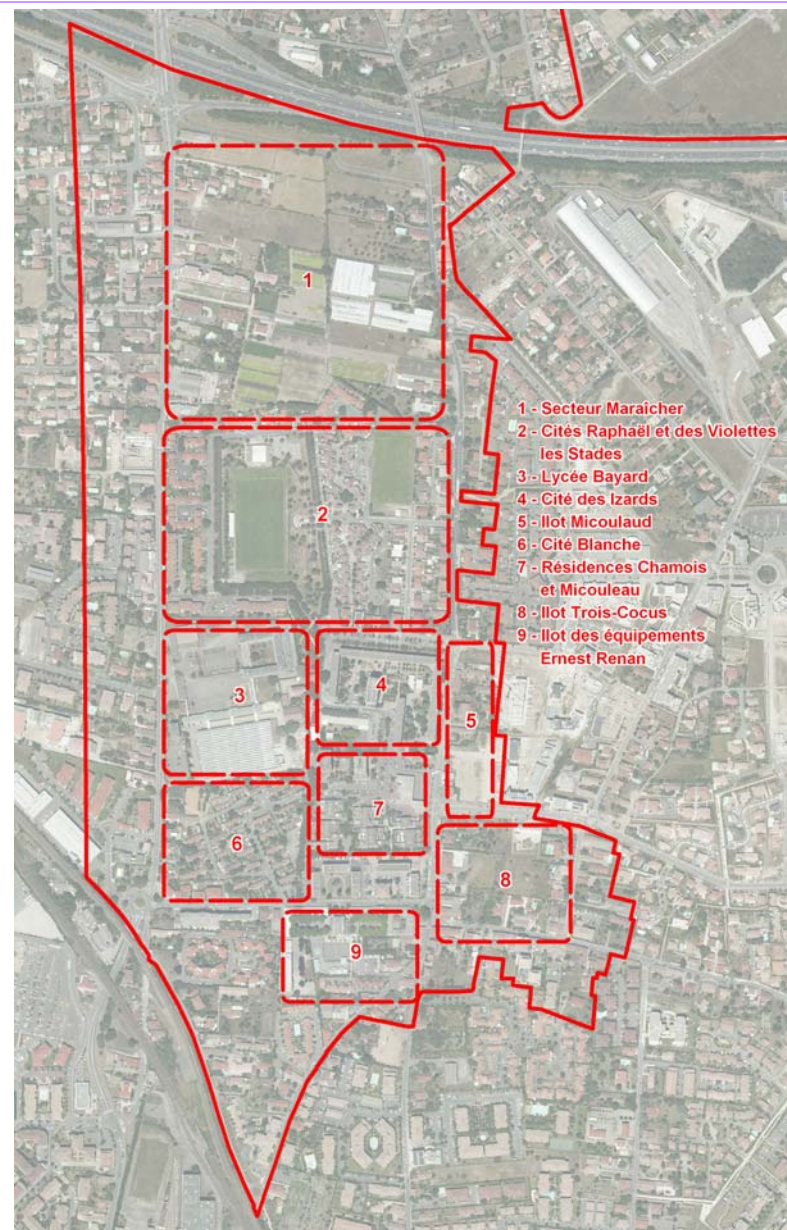 1
1 - Secteur Maraîcher
2 - Cités Raphaël et des Violettes
les Stades
3 - Lycée Bayard
4 - Cité des Izards
5 - Ilot Micoulaud
6 - Cité Blanche
7 - Résidences Chamois
et Micouleau
8 - Ilot Trois-Cocus
9 - Ilot des équipements
Ernest Renan
2
3
4
5
7
6
8
9